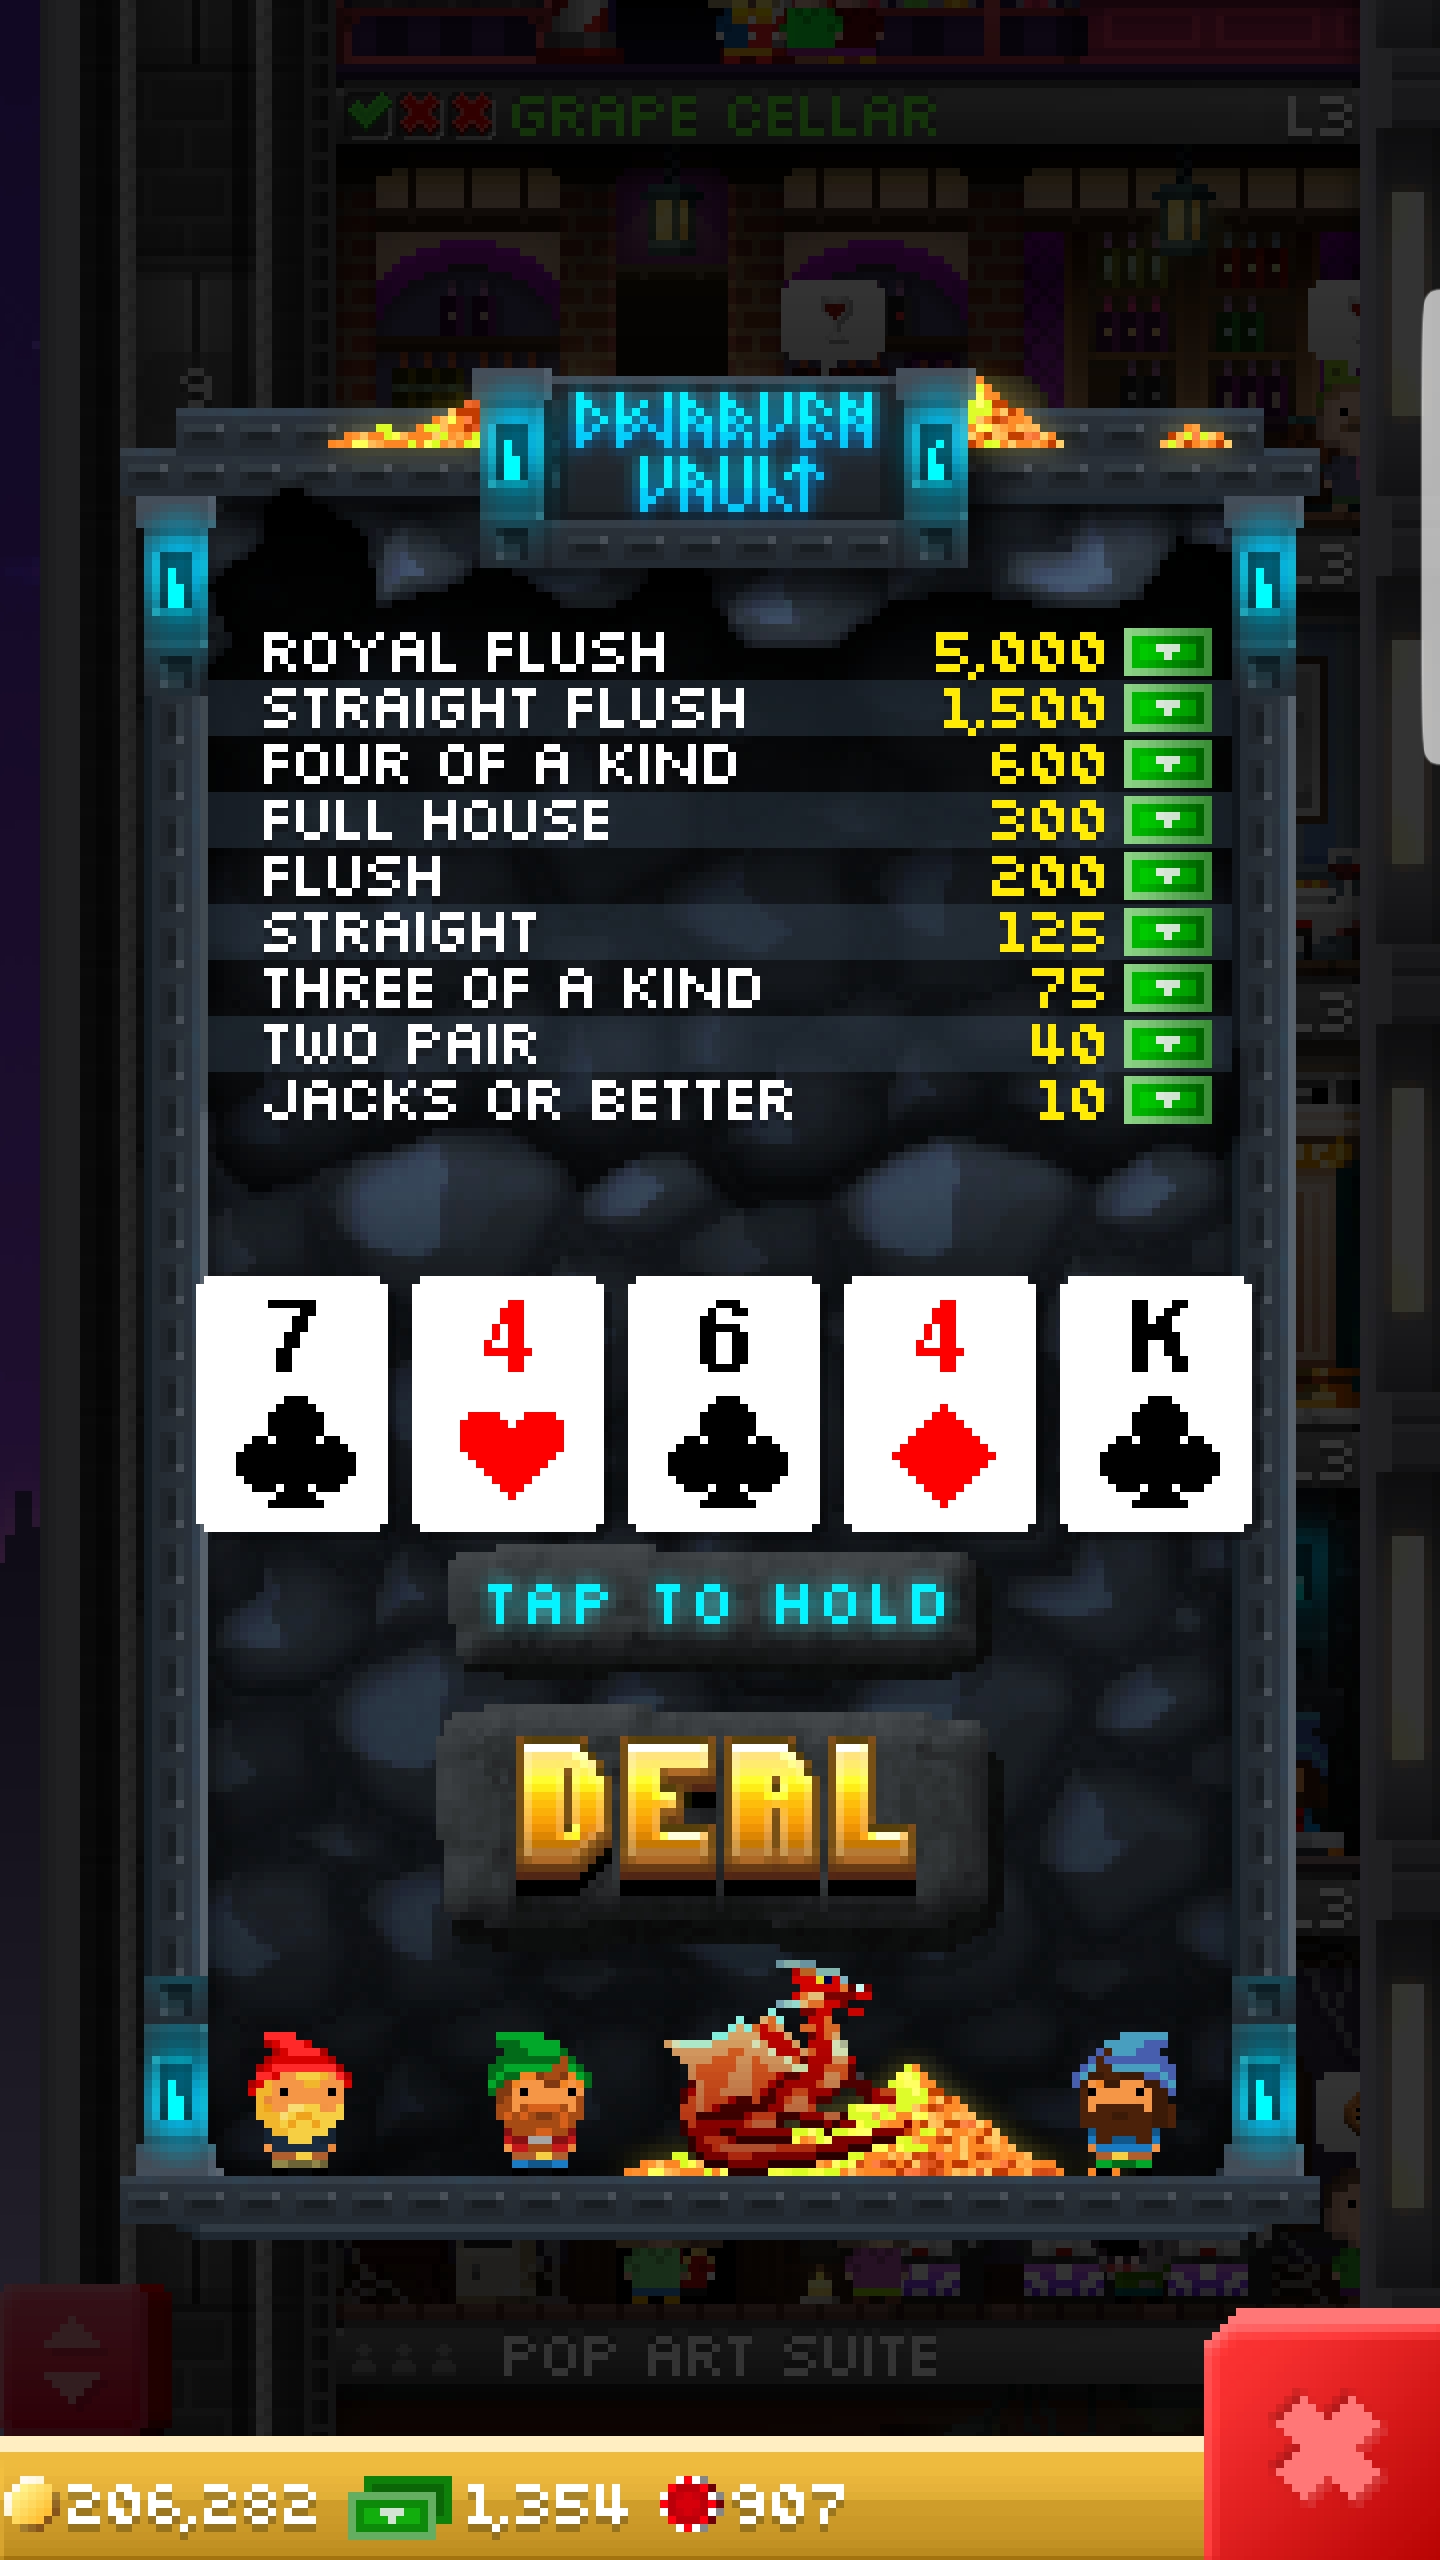 GRAPE CELLAR L3
9
ROYAL FLUSH 5,000
STRAIGHT FLUSH 1,500
FOUR OF A KIND 600
FULL HOUSE 300
FLUSH 200
STRAIGHT 125
THREE OF A KIND 75
TWO PAIR 40
JACKS OR BETTER 10
7 4 6 4 K
TAP TO HOLD
DEAL
POP ART SUITE
206,282 1,354 907